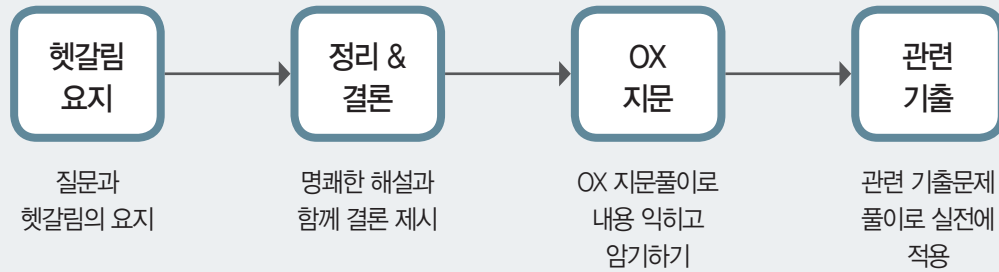 헷갈림
요지
정리 &
결론
OX
지문
관련
기출
질문과
헷갈림의 요지
명쾌한 해설과
함께 결론 제시
OX 지문풀이로
내용 익히고
암기하기
관련 기출문제
풀이로 실전에
적용